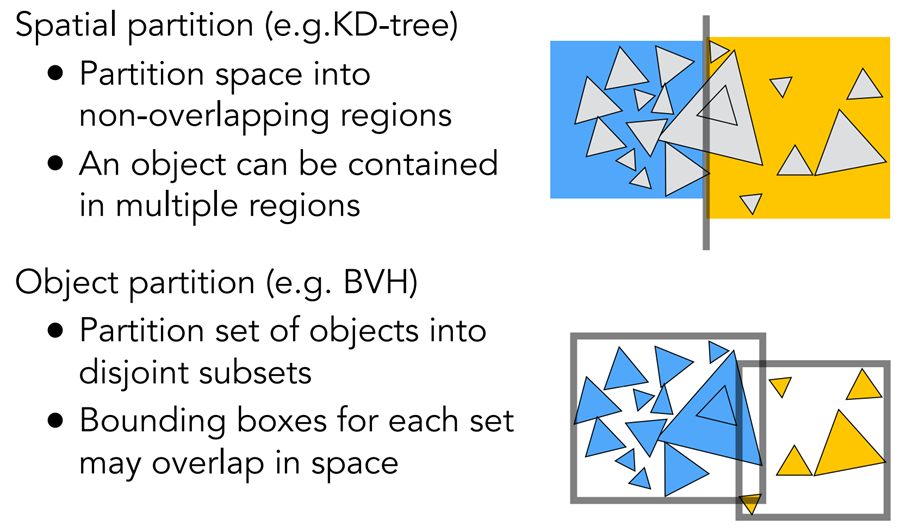 Spatial partition (e.g.KD-tree)
● Partition space into
non-overlapping regions
● An object can be contained
in multiple regions
Object partition (e.g. BVH)
● Partition set of objects into
disjoint subsets
● Bounding boxes for each set
may overlap in space